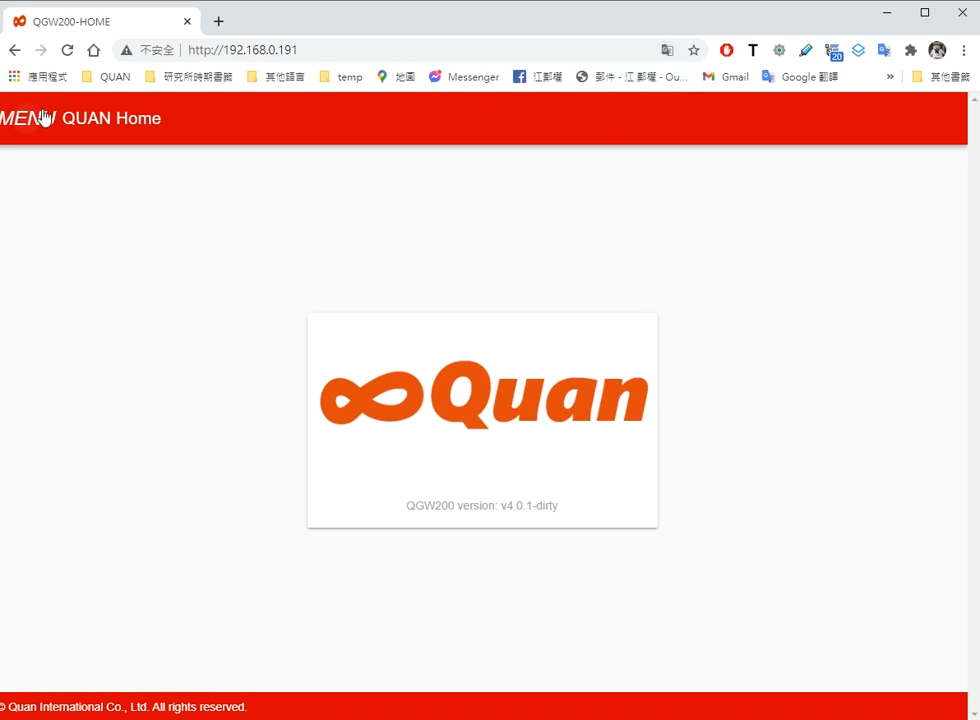 QGW200-HOME
不安全 http://192.168.0.191
應用程式 QUAN 研究所時期書籤 其他語言 temp 地圖 Messenger 江郵權 郵件 - 江 郵權 - Ou... Gmail Google 翻譯 » 其他書籤
20
MENU QUAN Home
Quan
QGW200 version: v4.0.1-dirty
© Quan International Co., Ltd. All rights reserved.